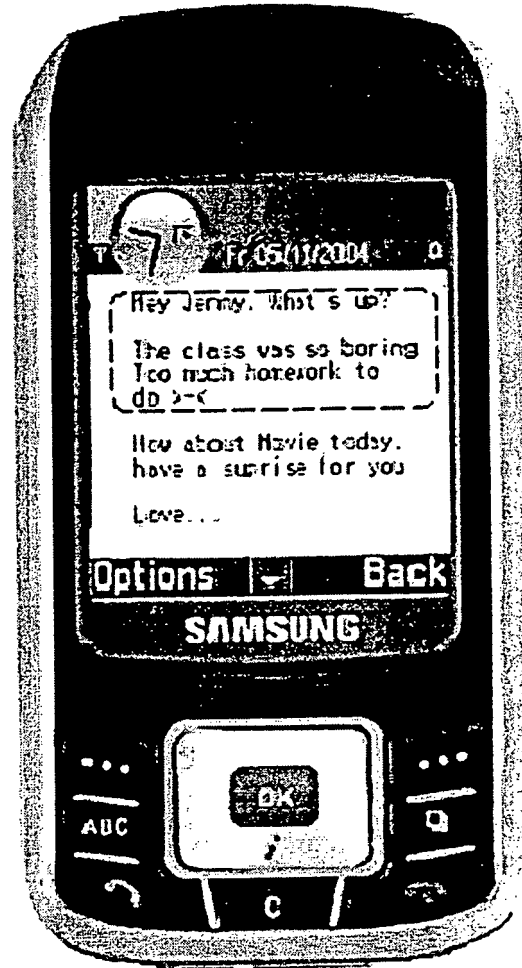 Fr 05/11/2004
Hey Jenny. What's up?
The class was so boring
Too much homework to
do >-<
How about Movie today.
have a suprise for you
Love...
Options Back
SAMSUNG
OK
ABC
C